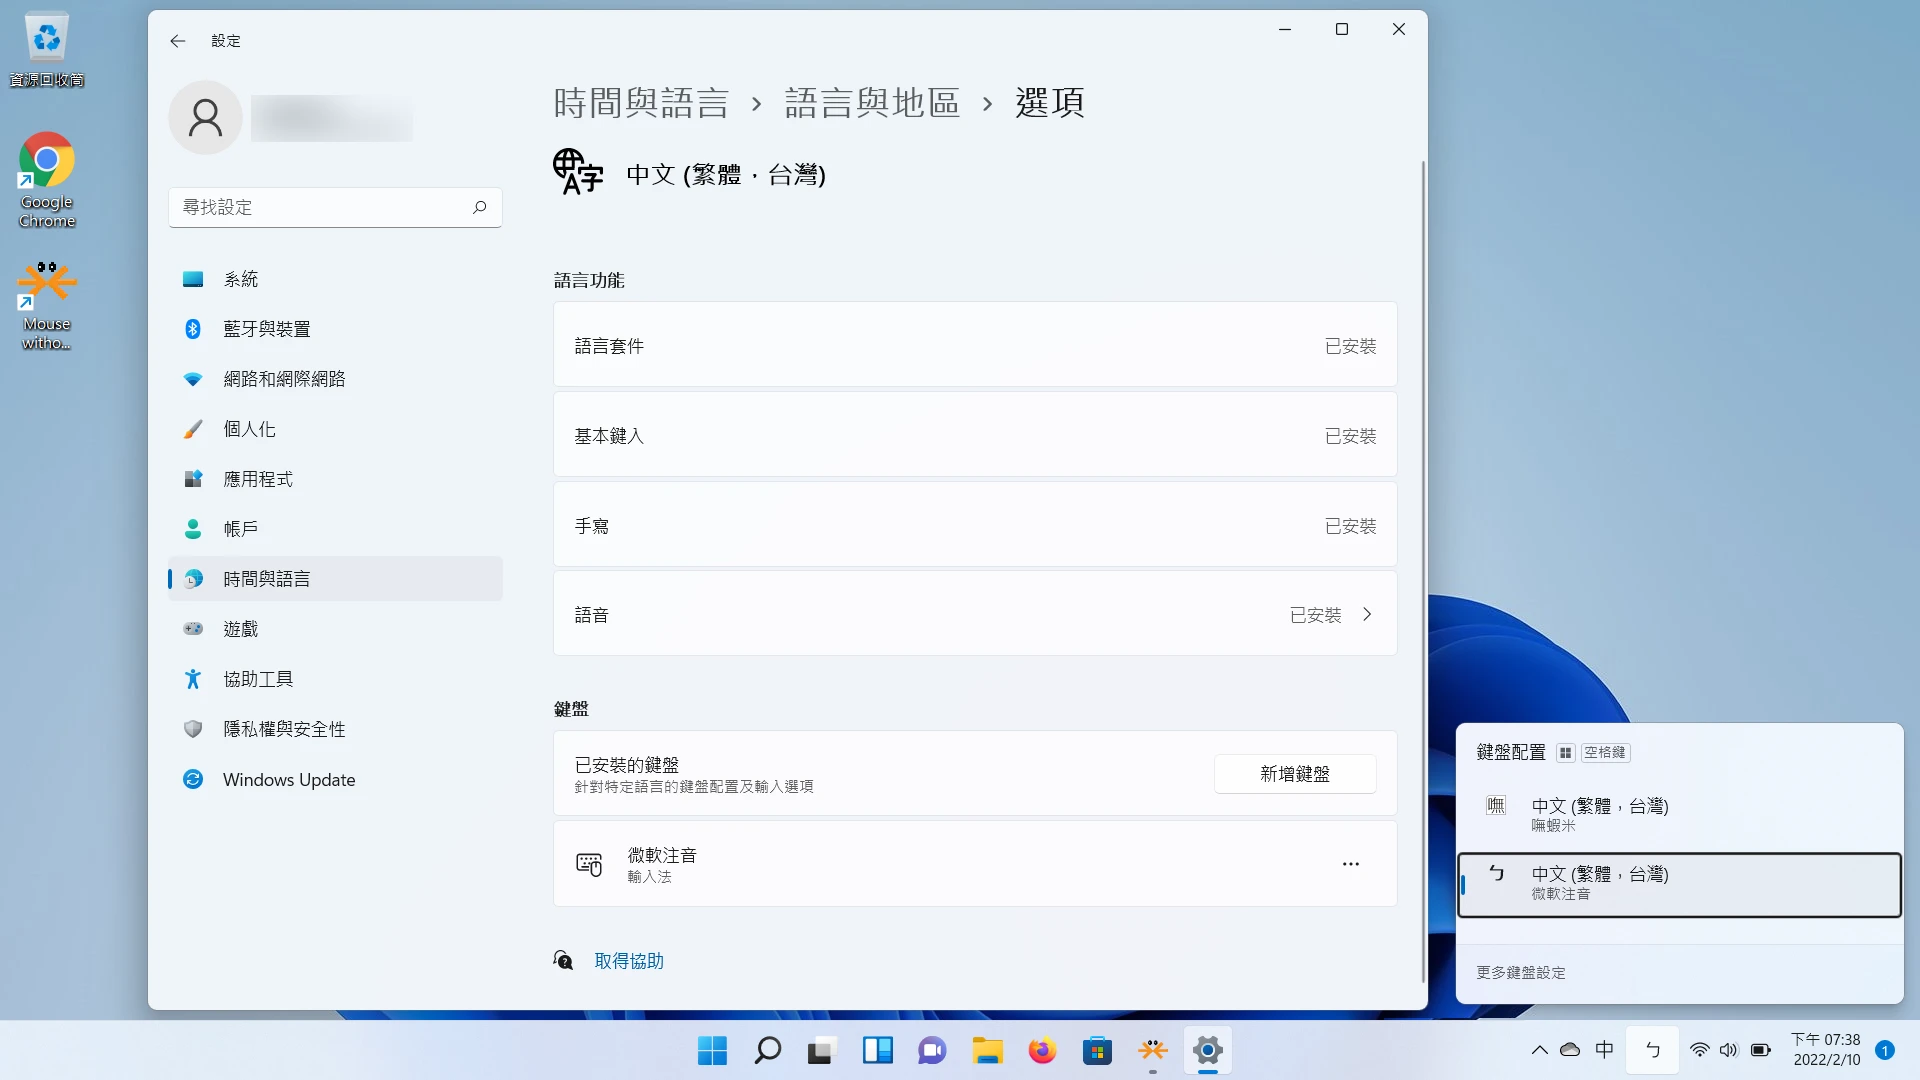 資源回收筒
Google
Chrome
Mouse
witho...
設定
尋找設定
系統
藍牙與裝置
網路和網際網路
個人化
應用程式
帳戶
時間與語言
遊戲
協助工具
隱私權與安全性
Windows Update
時間與語言 › 語言與地區 › 選項
A字 中文 (繁體，台灣)
語言功能
語言套件 已安裝
基本鍵入 已安裝
手寫 已安裝
語音 已安裝
鍵盤
已安裝的鍵盤
針對特定語言的鍵盤配置及輸入選項
新增鍵盤
微軟注音
輸入法
取得協助
鍵盤配置 空格鍵
嘸 中文 (繁體，台灣)
嘸蝦米
ㄅ 中文 (繁體，台灣)
微軟注音
更多鍵盤設定
中 ㄅ
下午 07:38
2022/2/10
1